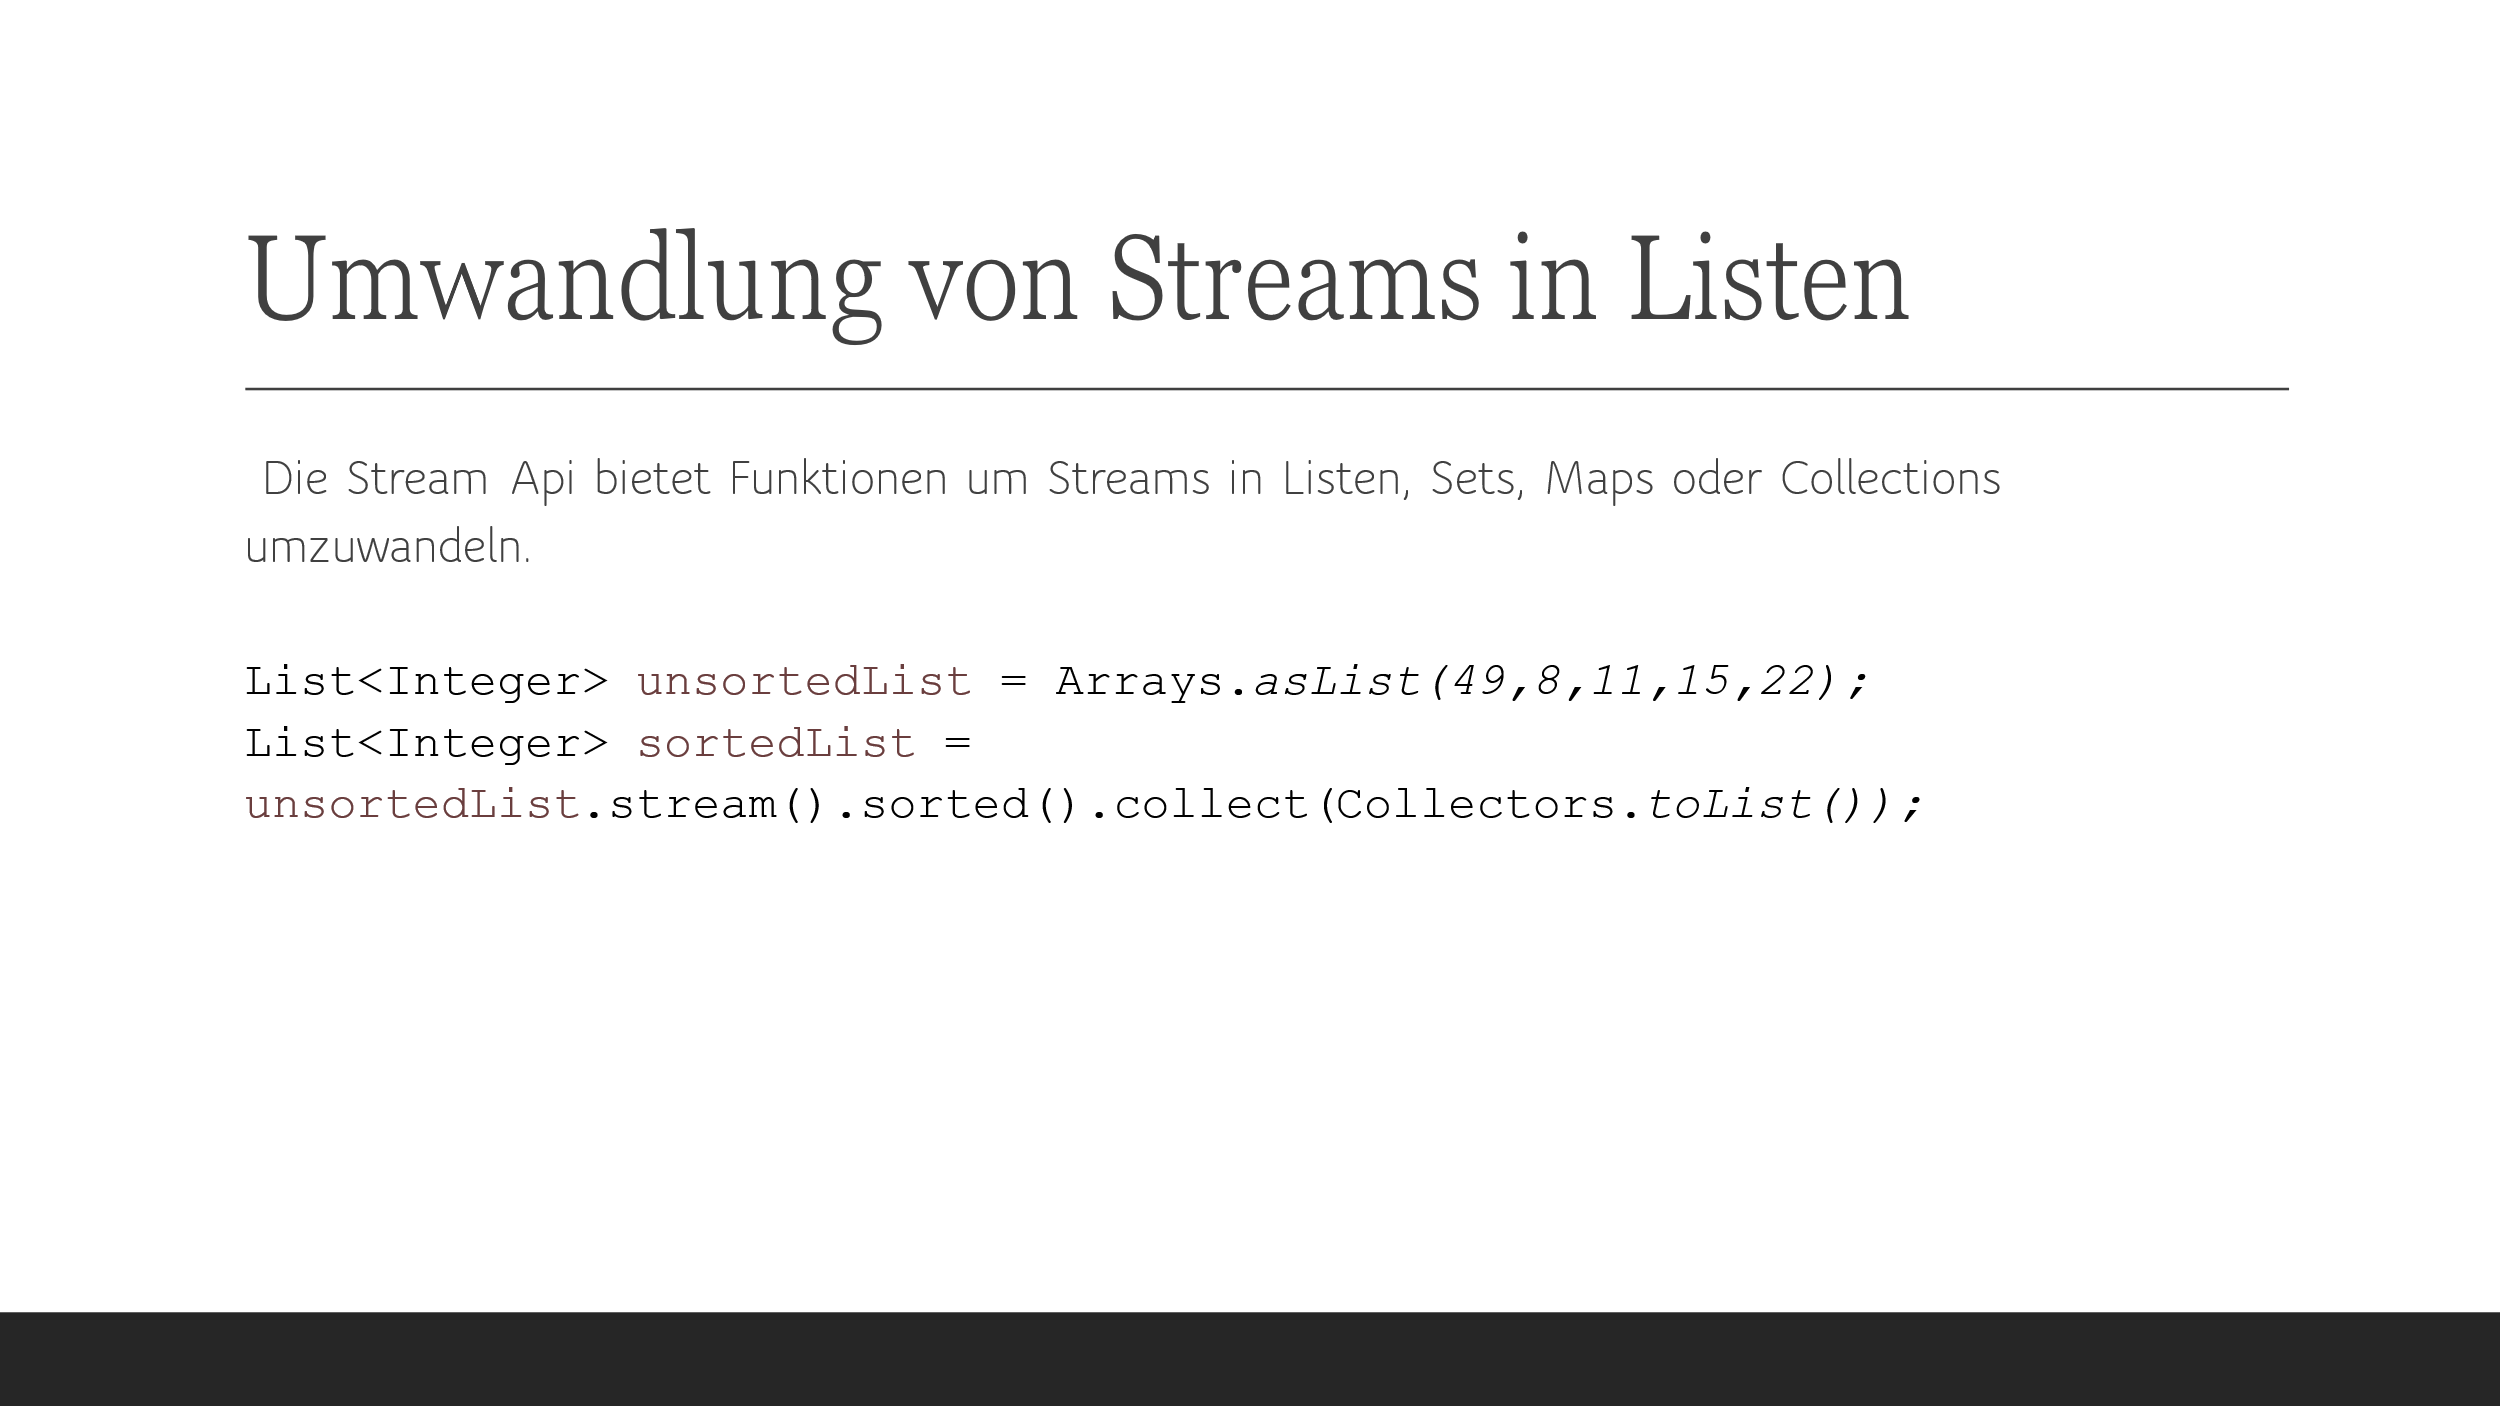 Umwandlung von Streams in Listen
Die Stream Api bietet Funktionen um Streams in Listen, Sets, Maps oder Collections
umzuwandeln.
List<Integer> unsortedList = Arrays.asList(49,8,11,15,22);
List<Integer> sortedList =
unsortedList.stream().sorted().collect(Collectors.toList());